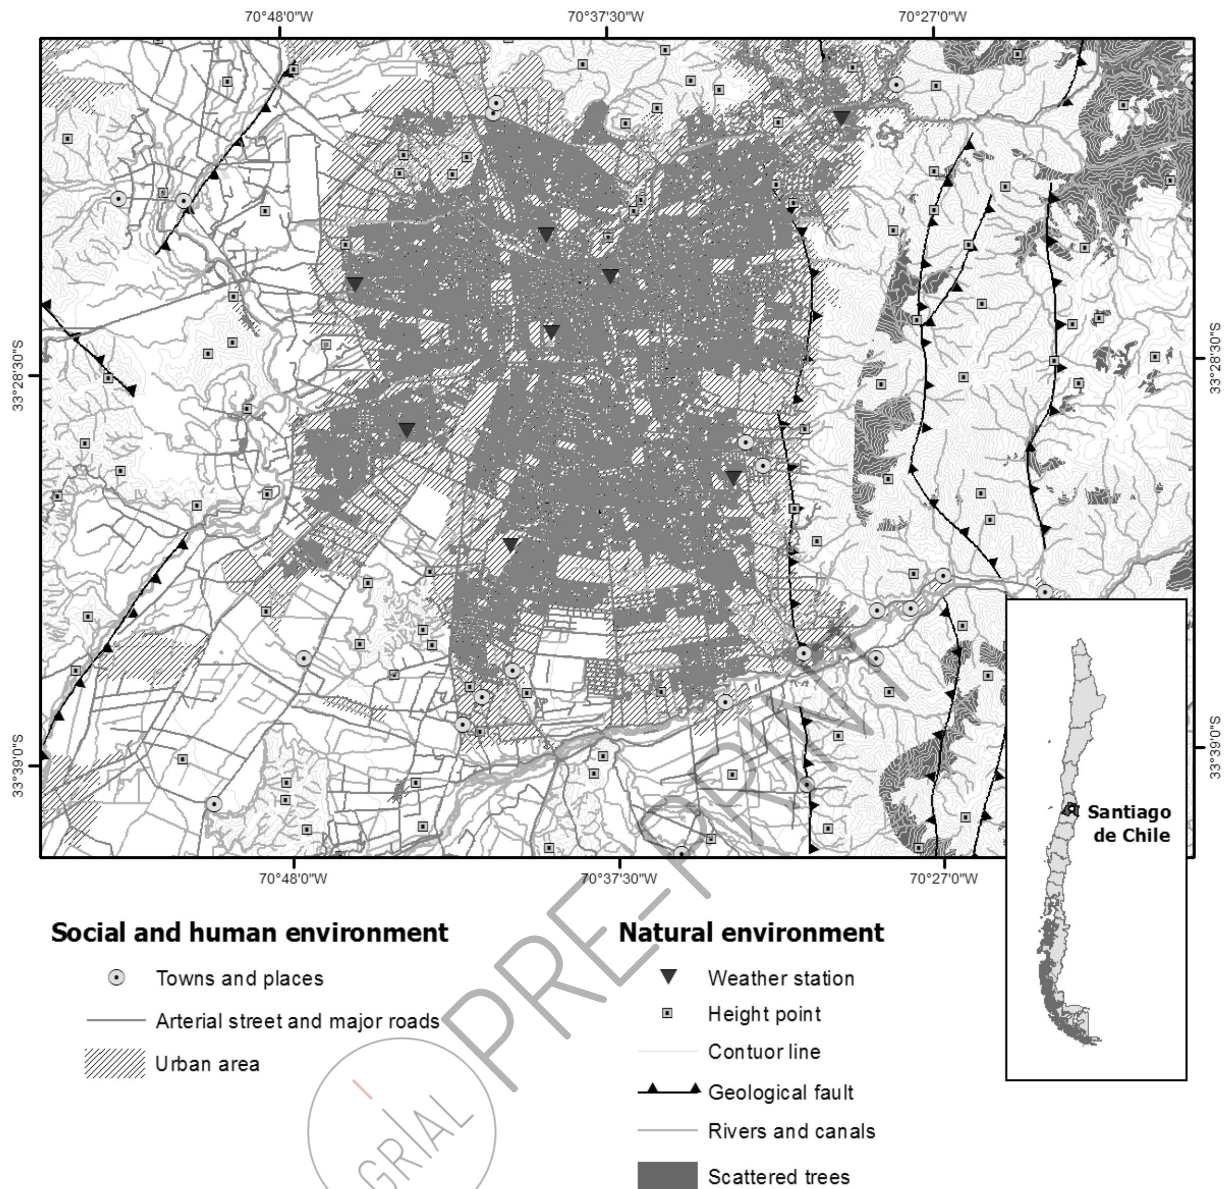 70°48'0"W
70°37'30"W
70°27'0"W
33°28'30"S
33°28'30"S
33°39'0"S
33°39'0"S
Santiago
de Chile
70°48'0"W
70°37'30"W
70°27'0"W
Social and human environment
Towns and places
Arterial street and major roads
Urban area
Natural environment
Weather station
Height point
Contuor line
Geological fault
Rivers and canals
Scattered trees
PRE-PRINT
GRIAL